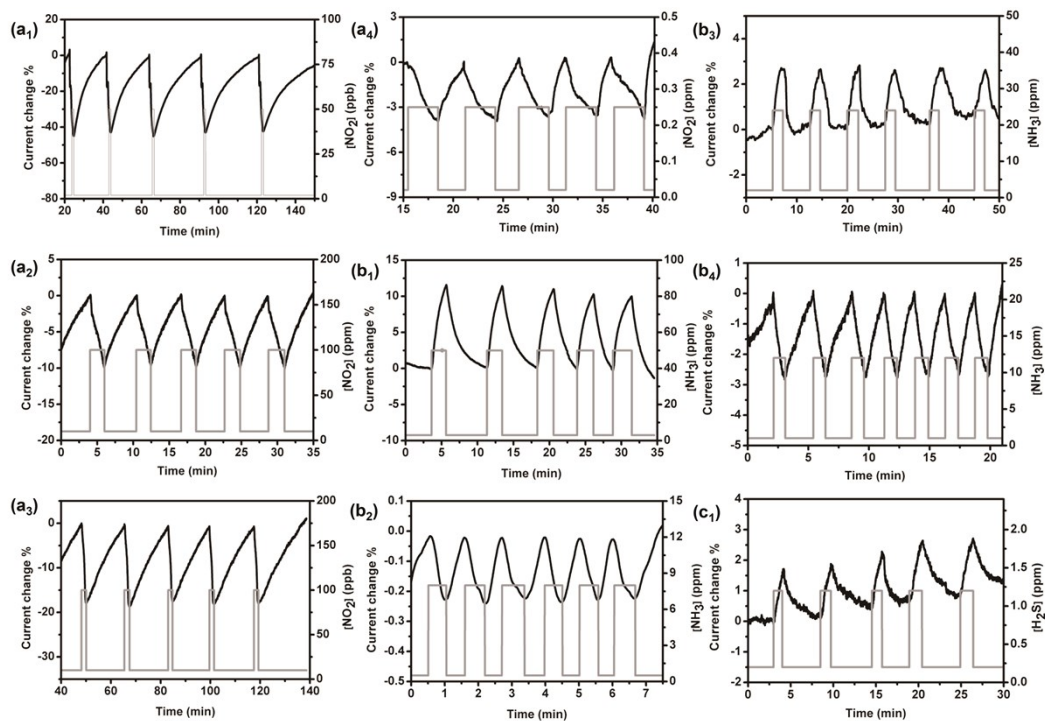 (a1)
Current change %
20
0
-20
-40
-60
-80
100
75
50
25
0
[NO2] (ppb)
20 40 60 80 100 120 140
Time (min)
(a4)
Current change %
3
0
-3
-6
-9
0.5
0.4
0.3
0.2
0.1
0.0
[NO2] (ppm)
15 20 25 30 35 40
Time (min)
(b3)
Current change %
4
2
0
-2
50
40
30
20
10
0
[NH3] (ppm)
0 10 20 30 40 50
Time (min)
(a2)
Current change %
5
0
-5
-10
-15
-20
200
150
100
50
0
[NO2] (ppm)
0 5 10 15 20 25 30 35
Time (min)
(b1)
Current change %
15
10
5
0
-5
-10
100
80
60
40
20
0
[NH3] (ppm)
0 5 10 15 20 25 30 35
Time (min)
(b4)
Current change %
1
0
-1
-2
-3
-4
-5
25
20
15
10
5
0
[NH3] (ppm)
0 5 10 15 20
Time (min)
(a3)
Current change %
0
-10
-20
-30
200
150
100
50
0
[NO2] (ppb)
40 60 80 100 120 140
Time (min)
(b2)
Current change %
0.1
0.0
-0.1
-0.2
-0.3
-0.4
-0.5
15
12
9
6
3
0
[NH3] (ppm)
0 1 2 3 4 5 6 7
Time (min)
(c1)
Current change %
4
3
2
1
0
-1
-2
2.0
1.5
1.0
0.5
0.0
[H2S] (ppm)
0 5 10 15 20 25 30
Time (min)